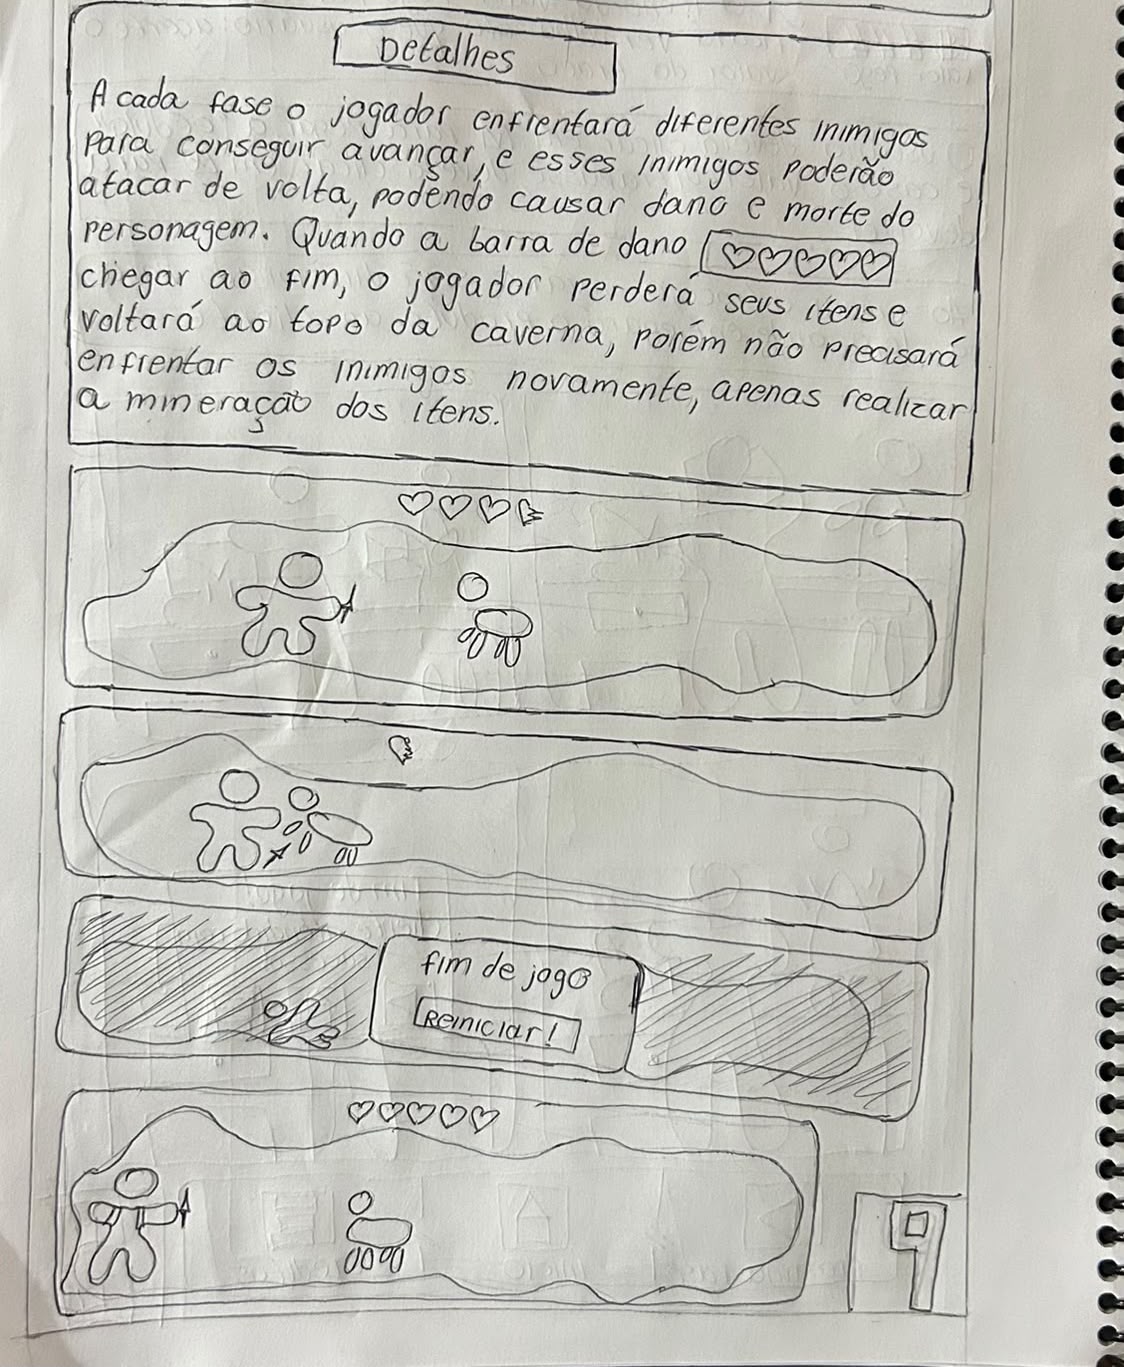 Detalhes
A cada fase o jogador enfrentará diferentes inimigos
para conseguir avançar, e esses inimigos poderão
atacar de volta, podendo causar dano e morte do
personagem. Quando a barra de dano ♡♡♡♡♡
chegar ao fim, o jogador perderá seus itens e
voltará ao topo da caverna, porém não precisará
enfrentar os inimigos novamente, apenas realizar
a mineração dos itens.
fim de jogo
Reiniciar!
9